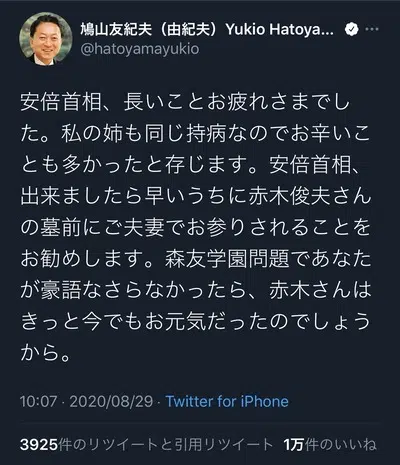 鳩山友紀夫（由紀夫）Yukio Hatoya...
@hatoyamayukio
安倍首相、長いことお疲れさまでし
た。私の姉も同じ持病なのでお辛いこ
とも多かったと存じます。安倍首相、
出来ましたら早いうちに赤木俊夫さん
の墓前にご夫妻でお参りされることを
お勧めします。森友学園問題であなた
が豪語なさらなかったら、赤木さんは
きっと今でもお元気だったのでしょう
から。
10:07 · 2020/08/29 · Twitter for iPhone
3925件のリツイートと引用リツイート 1万件のいいね